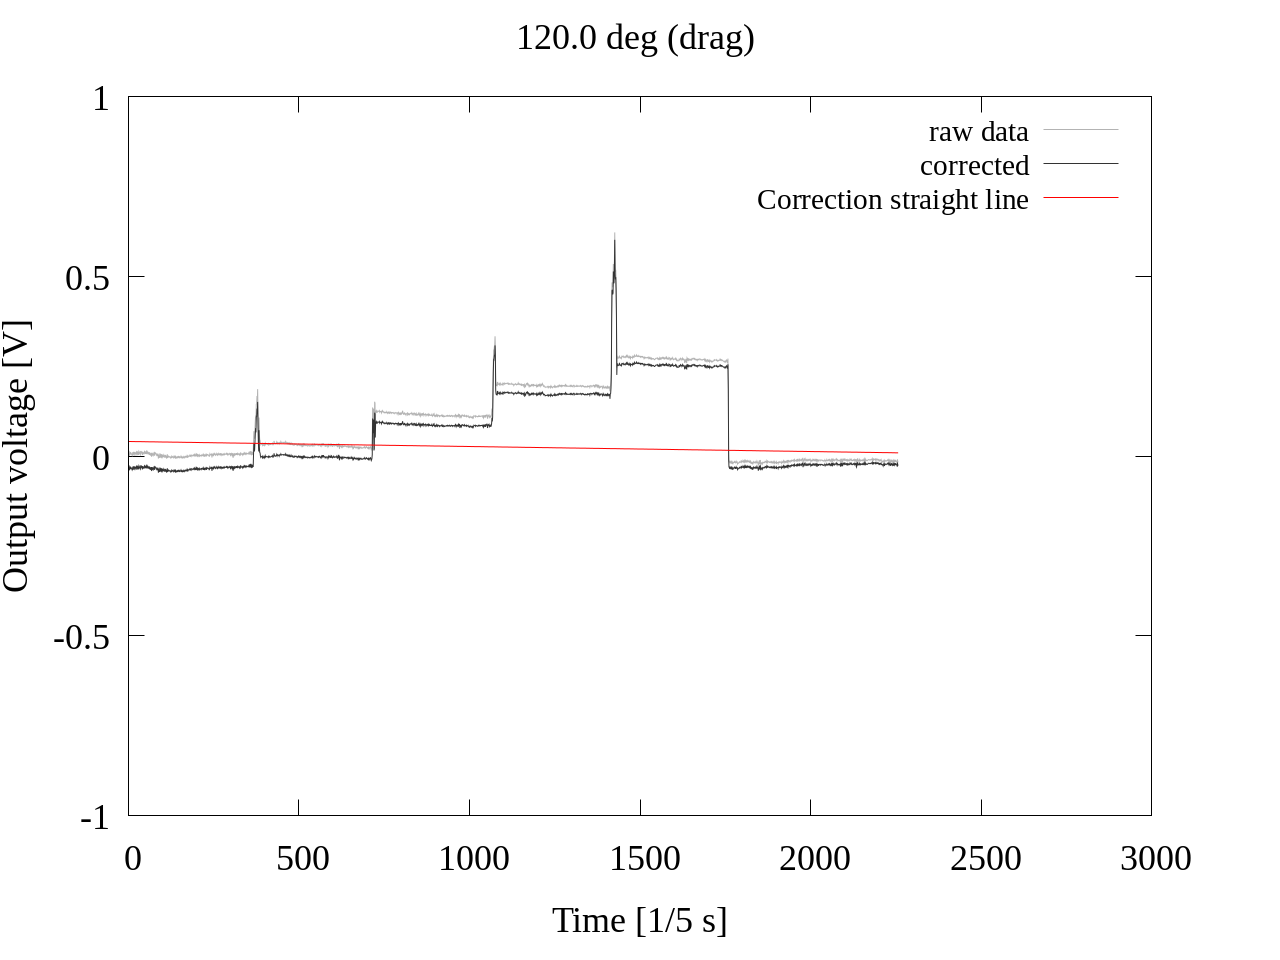 120.0 deg (drag)
1
0.5
0
-0.5
-1
Output voltage [V]
raw data
corrected
Correction straight line
0 500 1000 1500 2000 2500 3000
Time [1/5 s]